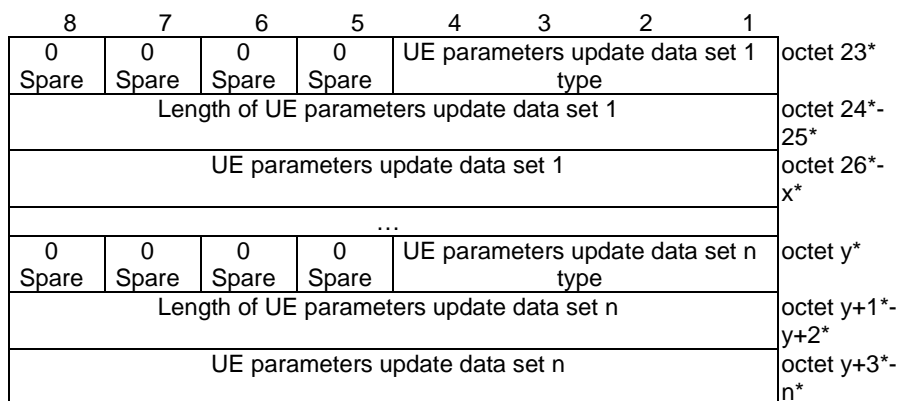 8 7 6 5 4 3 2 1
0 0 0 0 UE parameters update data set 1 octet 23*
Spare Spare Spare Spare type
Length of UE parameters update data set 1 octet 24*-
25*
UE parameters update data set 1 octet 26*-
x*
…
0 0 0 0 UE parameters update data set n octet y*
Spare Spare Spare Spare type
Length of UE parameters update data set n octet y+1*-
y+2*
UE parameters update data set n octet y+3*-
n*